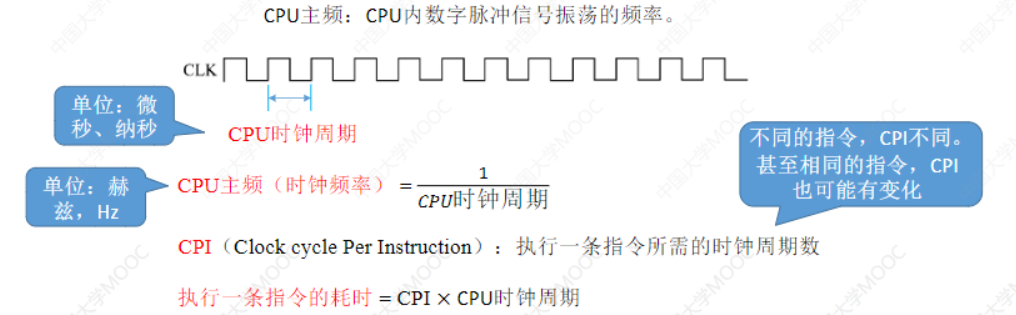 CPU主频：CPU内数字脉冲信号振荡的频率。
CLK
单位：微
秒、纳秒
CPU时钟周期
不同的指令，CPI不同。
甚至相同的指令，CPI
也可能有变化
单位：赫
兹，Hz
CPU主频（时钟频率）=
1
CPU时钟周期
CPI（Clock cycle Per Instruction）：执行一条指令所需的时钟周期数
执行一条指令的耗时 = CPI × CPU时钟周期
中国大学MOOC